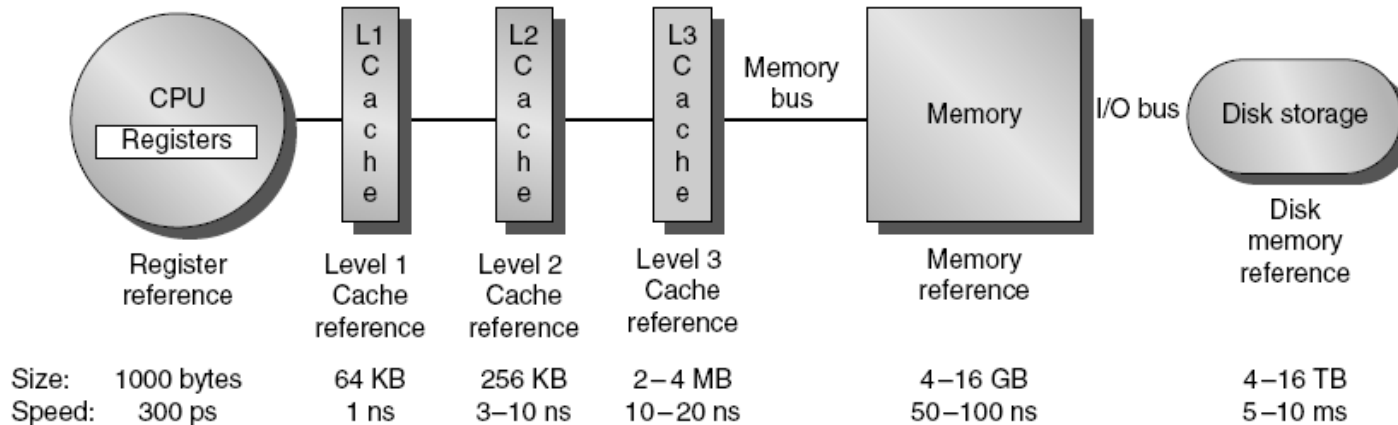 CPU
Registers
L1
C
a
c
h
e
L2
C
a
c
h
e
L3
C
a
c
h
e
Memory
bus
Memory
I/O bus
Disk storage
Register
reference
Level 1
Cache
reference
Level 2
Cache
reference
Level 3
Cache
reference
Memory
reference
Disk
memory
reference
Size: 1000 bytes 64 KB 256 KB 2–4 MB 4–16 GB 4–16 TB
Speed: 300 ps 1 ns 3–10 ns 10–20 ns 50–100 ns 5–10 ms